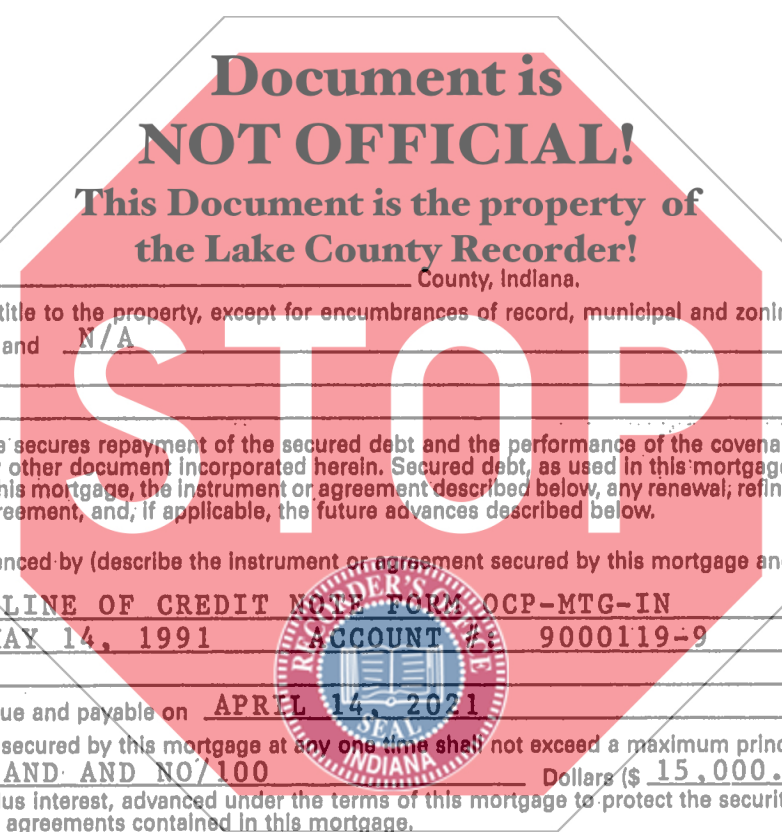 Document is
NOT OFFICIAL!
This Document is the property of
the Lake County Recorder!
County, Indiana.
title to the property, except for encumbrances of record, municipal and zonin
and N/A
STOP
e secures repayment of the secured debt and the performance of the covena
other document incorporated herein. Secured debt, as used in this mortgage
his mortgage, the instrument or agreement described below, any renewal, refin
reement, and, if applicable, the future advances described below.
enced by (describe the instrument or agreement secured by this mortgage an
LINE OF CREDIT NOTE FORM OCP-MTG-IN
AY 14, 1991 ACCOUNT #: 9000119-9
RECORDER'S OFFICE
SEAL
INDIANA
ue and payable on APRIL 14, 2021
secured by this mortgage at any one time shall not exceed a maximum princ
AND AND NO/100 Dollars ($ 15,000.
lus interest, advanced under the terms of this mortgage to protect the securit
agreements contained in this mortgage.